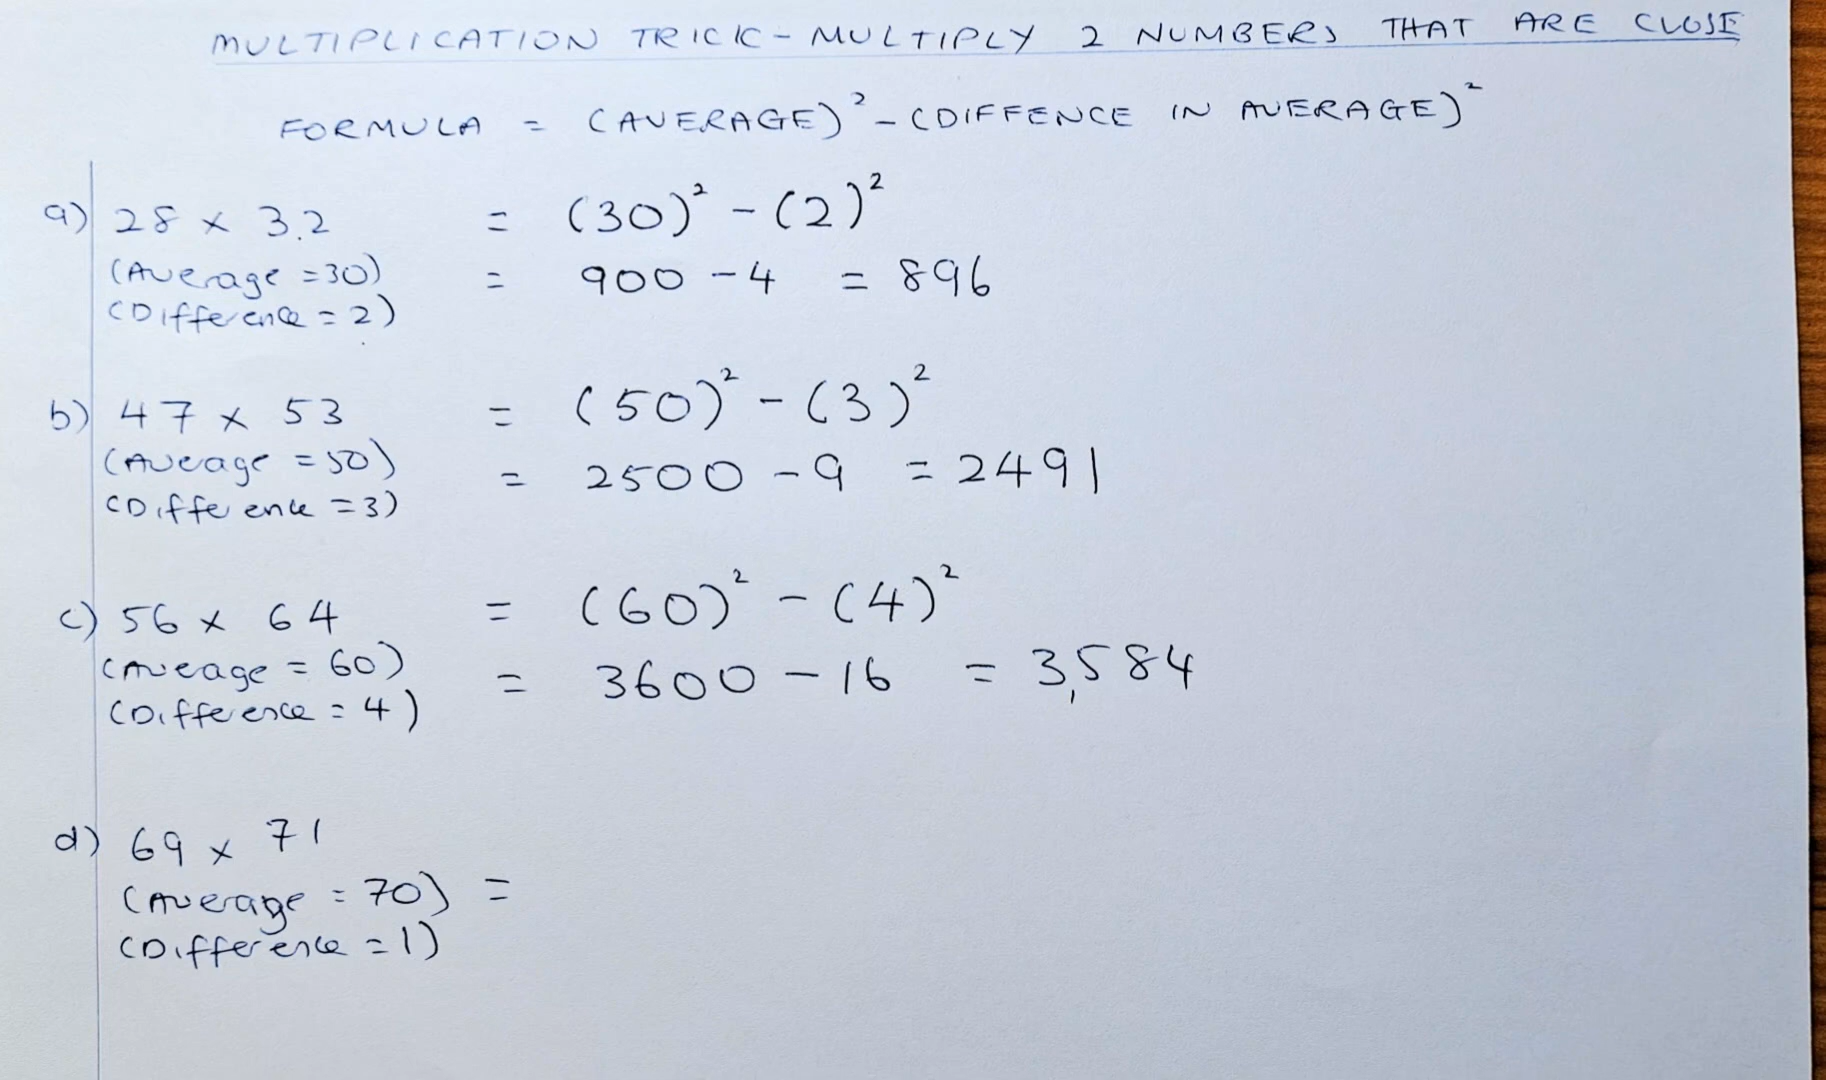 MULTIPLICATION TRICK - MULTIPLY 2 NUMBERS THAT ARE CLOSE
FORMULA = (AVERAGE)² - (DIFFENCE IN AVERAGE)²
a) 28 × 32 = (30)² - (2)²
(Average = 30) = 900 - 4 = 896
(Difference = 2)
b) 47 × 53 = (50)² - (3)²
(Average = 50) = 2500 - 9 = 2491
(Difference = 3)
c) 56 × 64 = (60)² - (4)²
(Average = 60) = 3600 - 16 = 3,584
(Difference = 4)
d) 69 × 71
(Average = 70) =
(Difference = 1)